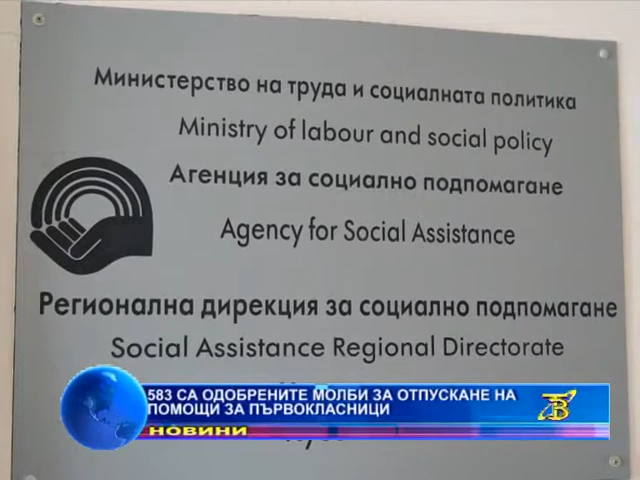 Министерство на труда и социалната политика
Ministry of labour and social policy
Агенция за социално подпомагане
Agency for Social Assistance
Регионална дирекция за социално подпомагане
Social Assistance Regional Directorate
583 СА ОДОБРЕНИТЕ МОЛБИ ЗА ОТПУСКАНЕ НА
ПОМОЩИ ЗА ПЪРВОКЛАСНИЦИ
НОВИНИ